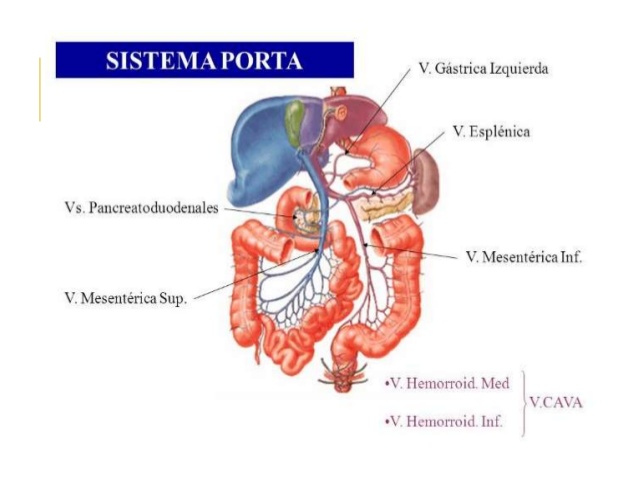 SISTEMA PORTA
V. Gástrica Izquierda
V. Esplénica
Vs. Pancreatoduodenales
V. Mesentérica Inf.
V. Mesentérica Sup.
•V. Hemorroid. Med
V.CAVA
•V. Hemorroid. Inf.